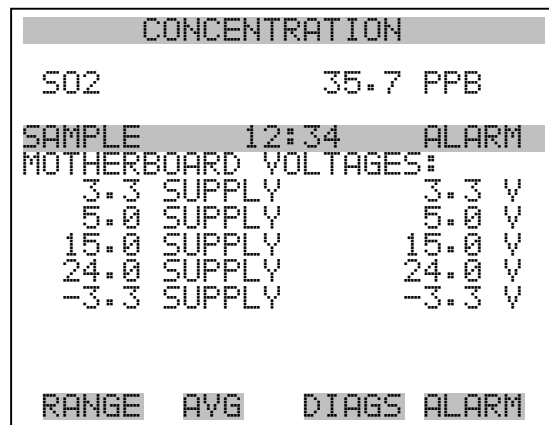 CONCENTRATION
SO2 35.7 PPB
SAMPLE 12:34 ALARM
MOTHERBOARD VOLTAGES:
3.3 SUPPLY 3.3 V
5.0 SUPPLY 5.0 V
15.0 SUPPLY 15.0 V
24.0 SUPPLY 24.0 V
-3.3 SUPPLY -3.3 V
RANGE AVG DIAGS ALARM